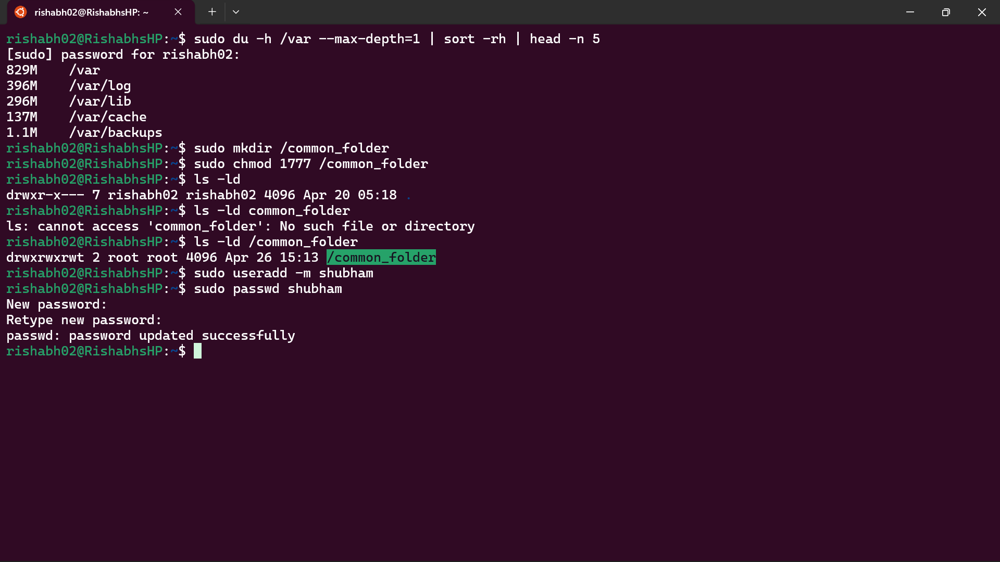 rishabh02@RishabhsHP: ~
rishabh02@RishabhsHP:~$ sudo du -h /var --max-depth=1 | sort -rh | head -n 5
[sudo] password for rishabh02:
829M    /var
396M    /var/log
296M    /var/lib
137M    /var/cache
1.1M    /var/backups
rishabh02@RishabhsHP:~$ sudo mkdir /common_folder
rishabh02@RishabhsHP:~$ sudo chmod 1777 /common_folder
rishabh02@RishabhsHP:~$ ls -ld
drwxr-x--- 7 rishabh02 rishabh02 4096 Apr 20 05:18 .
rishabh02@RishabhsHP:~$ ls -ld common_folder
ls: cannot access 'common_folder': No such file or directory
rishabh02@RishabhsHP:~$ ls -ld /common_folder
drwxrwxrwt 2 root root 4096 Apr 26 15:13 /common_folder
rishabh02@RishabhsHP:~$ sudo useradd -m shubham
rishabh02@RishabhsHP:~$ sudo passwd shubham
New password:
Retype new password:
passwd: password updated successfully
rishabh02@RishabhsHP:~$